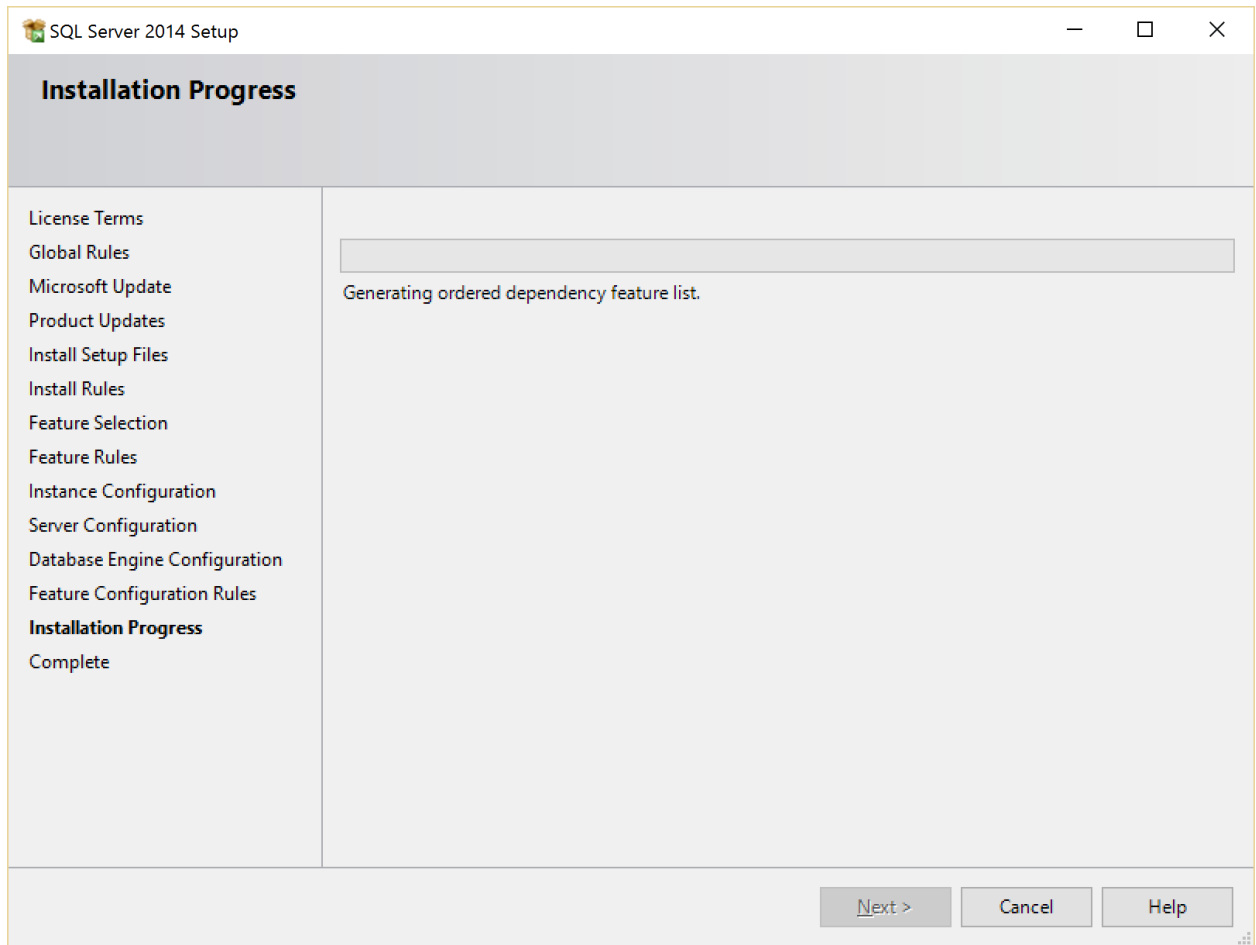 SQL Server 2014 Setup
Installation Progress
License Terms
Global Rules
Microsoft Update
Product Updates
Install Setup Files
Install Rules
Feature Selection
Feature Rules
Instance Configuration
Server Configuration
Database Engine Configuration
Feature Configuration Rules
Installation Progress
Complete
Generating ordered dependency feature list.
Next >
Cancel
Help